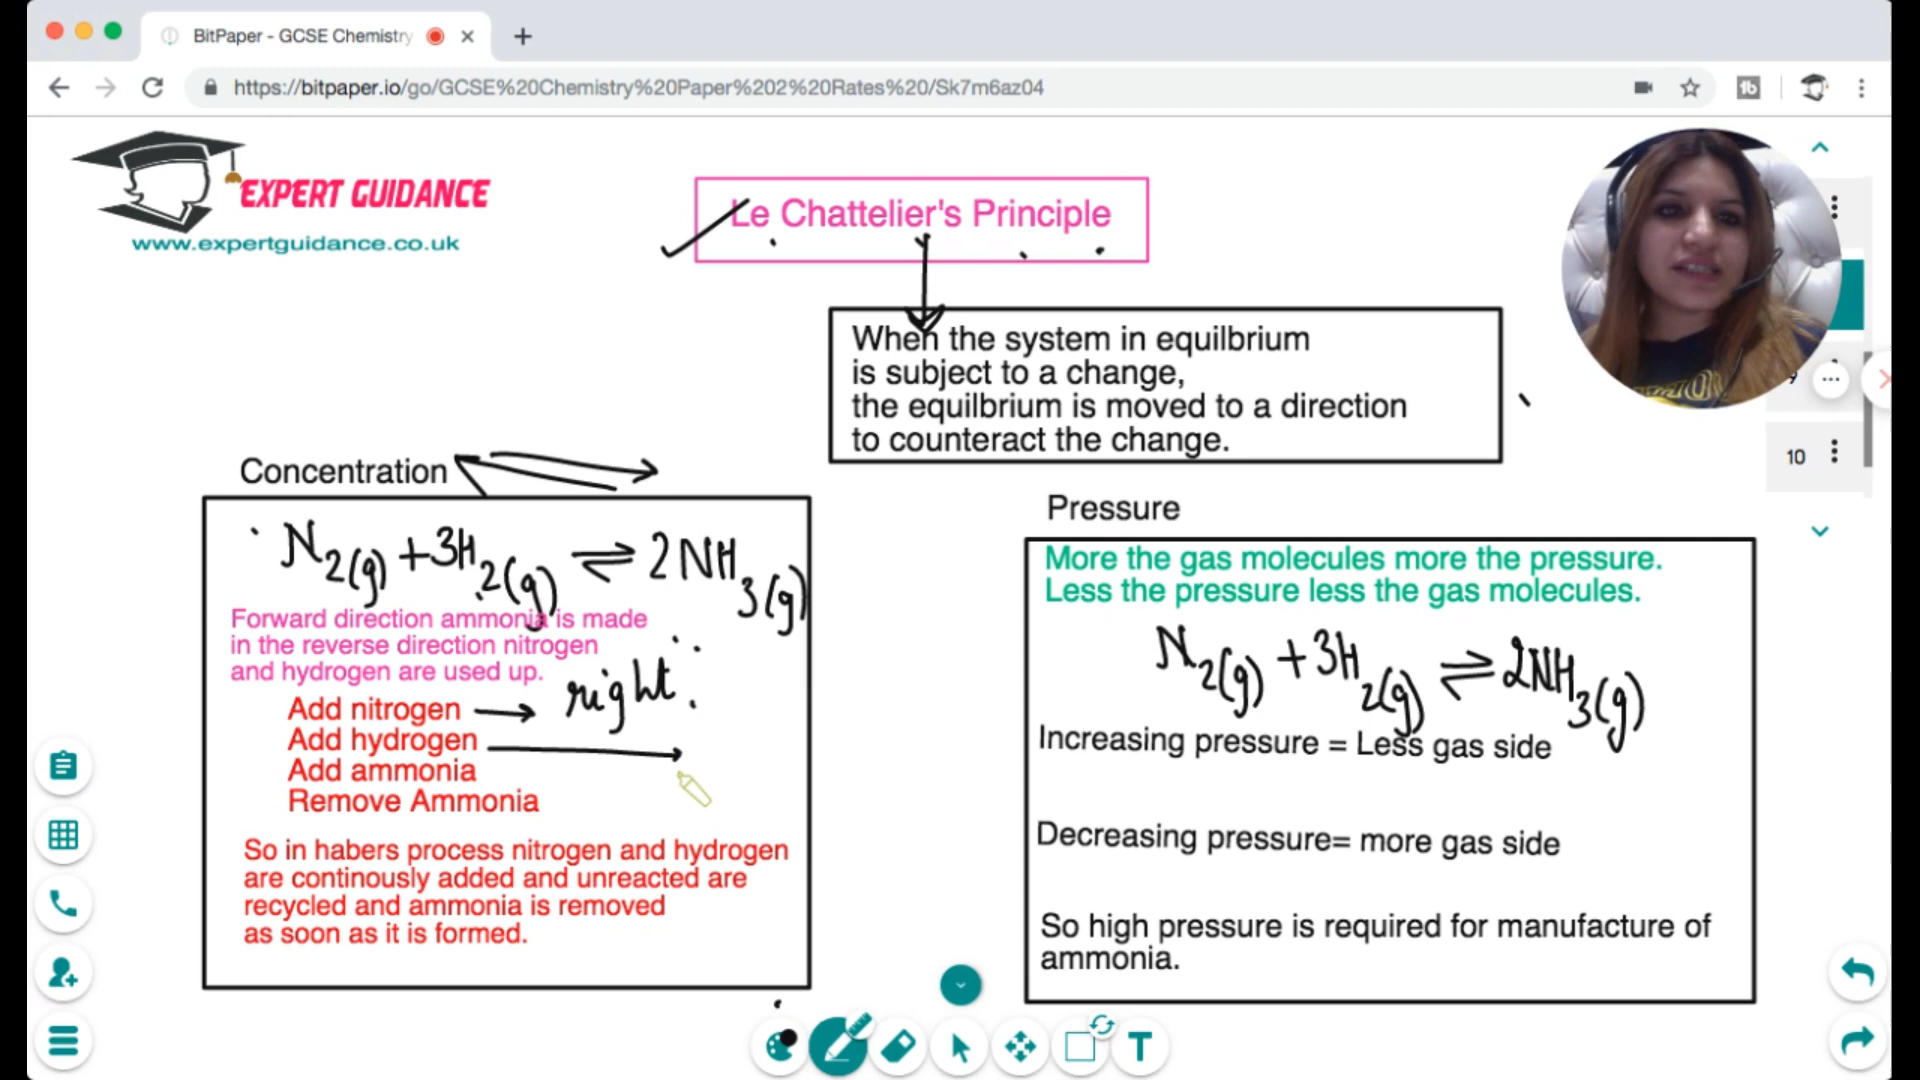 BitPaper - GCSE Chemistry
https://bitpaper.io/go/GCSE%20Chemistry%20Paper%202%20Rates%20/Sk7m6az04
EXPERT GUIDANCE
www.expertguidance.co.uk
Le Chattelier's Principle
When the system in equilbrium
is subject to a change,
the equilbrium is moved to a direction
to counteract the change.
9
10
Concentration
N2(g) + 3H2(g) ⇌ 2NH3(g)
Forward direction ammonia is made
in the reverse direction nitrogen
and hydrogen are used up.
right
Add nitrogen
Add hydrogen
Add ammonia
Remove Ammonia
So in habers process nitrogen and hydrogen
are continously added and unreacted are
recycled and ammonia is removed
as soon as it is formed.
Pressure
More the gas molecules more the pressure.
Less the pressure less the gas molecules.
N2(g) + 3H2(g) ⇌ 2NH3(g)
Increasing pressure = Less gas side
Decreasing pressure= more gas side
So high pressure is required for manufacture of
ammonia.
T